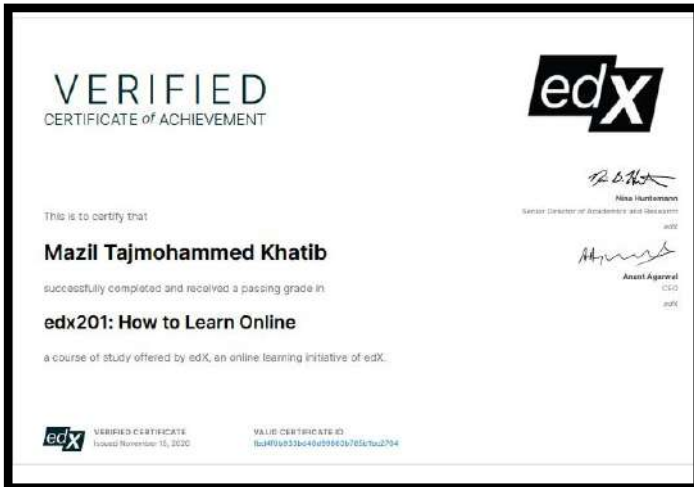 VERIFIED
CERTIFICATE of ACHIEVEMENT
edX
Nina Huntemann
Senior Director of Academics and Research
edX
This is to certify that
Mazil Tajmohammed Khatib
successfully completed and received a passing grade in
Anant Agarwal
CEO
edX
edx201: How to Learn Online
a course of study offered by edX, an online learning initiative of edX.
edX
VERIFIED CERTIFICATE
Issued November 15, 2020
VALID CERTIFICATE ID